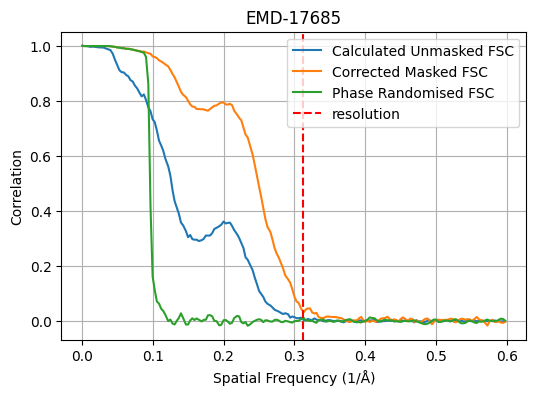 EMD-17685
Calculated Unmasked FSC
Corrected Masked FSC
Phase Randomised FSC
resolution
Correlation
1.0
0.8
0.6
0.4
0.2
0.0
0.0 0.1 0.2 0.3 0.4 0.5 0.6
Spatial Frequency (1/Å)